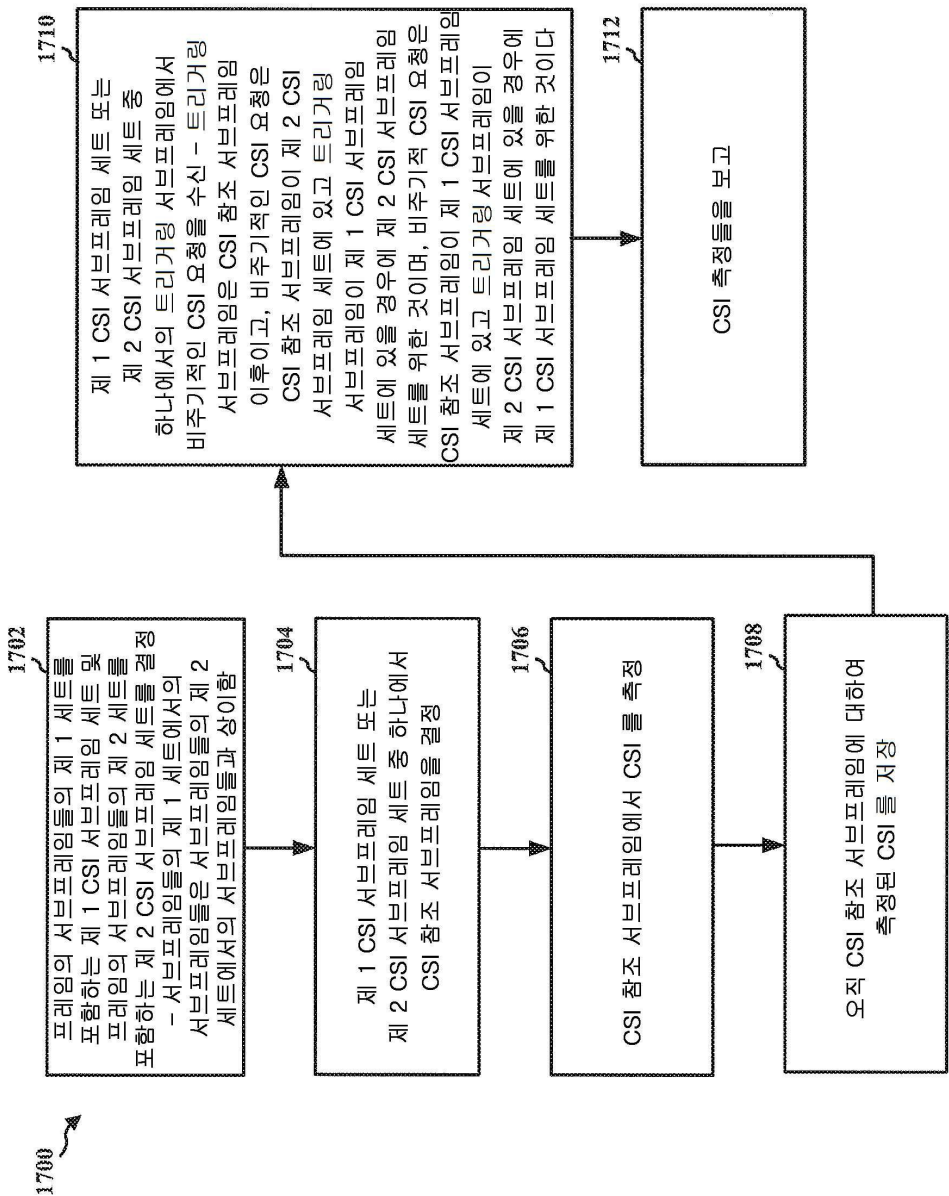 1700
1702
프레임의 서브프레임들의 제 1 세트를
포함하는 제 1 CSI 서브프레임 세트 및
프레임의 서브프레임들의 제 2 세트를
포함하는 제 2 CSI 서브프레임 세트를 결정
- 서브프레임들의 제 1 세트에서의
서브프레임들은 서브프레임들의 제 2
세트에서의 서브프레임들과 상이함
1704
제 1 CSI 서브프레임 세트 또는
제 2 CSI 서브프레임 세트 중 하나에서
CSI 참조 서브프레임을 결정
1706
CSI 참조 서브프레임에서 CSI 를 측정
1708
오직 CSI 참조 서브프레임에 대하여
측정된 CSI 를 저장
1710
제 1 CSI 서브프레임 세트 또는
제 2 CSI 서브프레임 세트 중
하나에서의 트리거링 서브프레임에서
비주기적인 CSI 요청을 수신 - 트리거링
서브프레임은 CSI 참조 서브프레임
이후이고, 비주기적인 CSI 요청은
CSI 참조 서브프레임이 제 2 CSI
서브프레임 세트에 있고 트리거링
서브프레임이 제 1 CSI 서브프레임
세트에 있을 경우에 제 2 CSI 서브프레임
세트를 위한 것이며, 비주기적 CSI 요청은
CSI 참조 서브프레임이 제 1 CSI 서브프레임
세트에 있고 트리거링 서브프레임이
제 2 CSI 서브프레임 세트에 있을 경우에
제 1 CSI 서브프레임 세트를 위한 것이다
1712
CSI 측정들을 보고